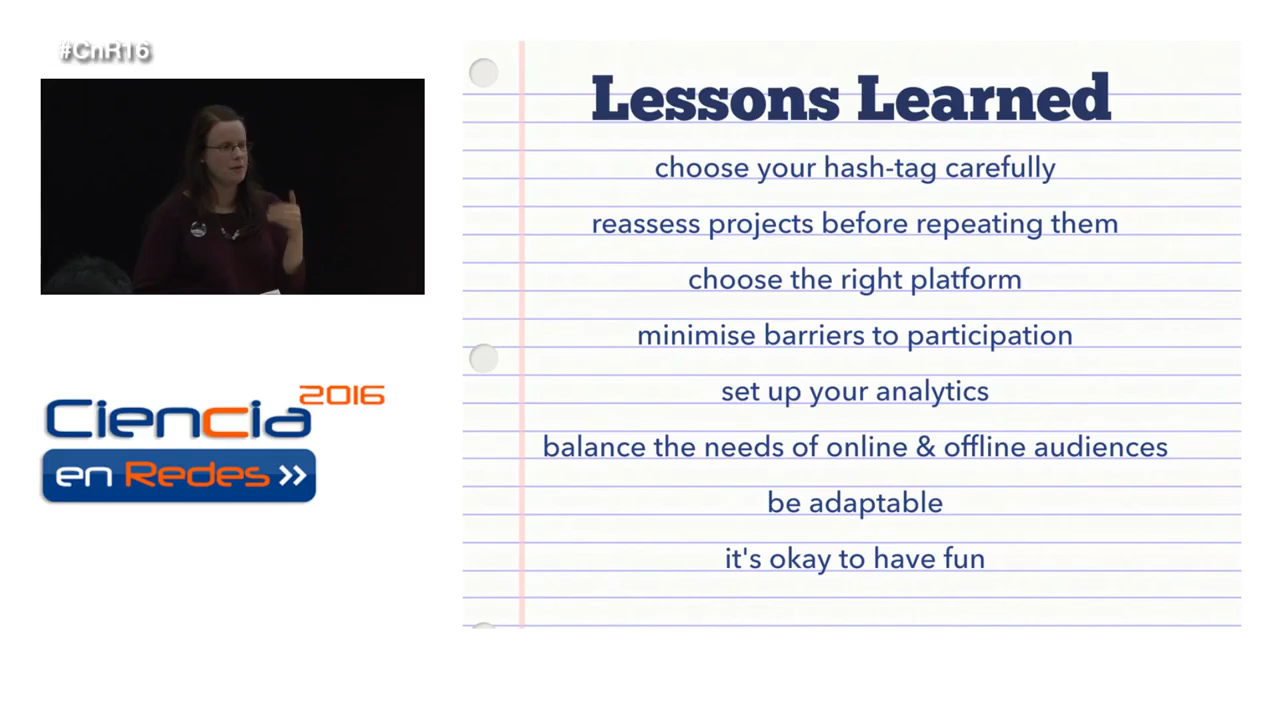 #CnR16
Lessons Learned
choose your hash-tag carefully
reassess projects before repeating them
choose the right platform
minimise barriers to participation
set up your analytics
balance the needs of online & offline audiences
be adaptable
it's okay to have fun
Ciencia 2016
en Redes >>